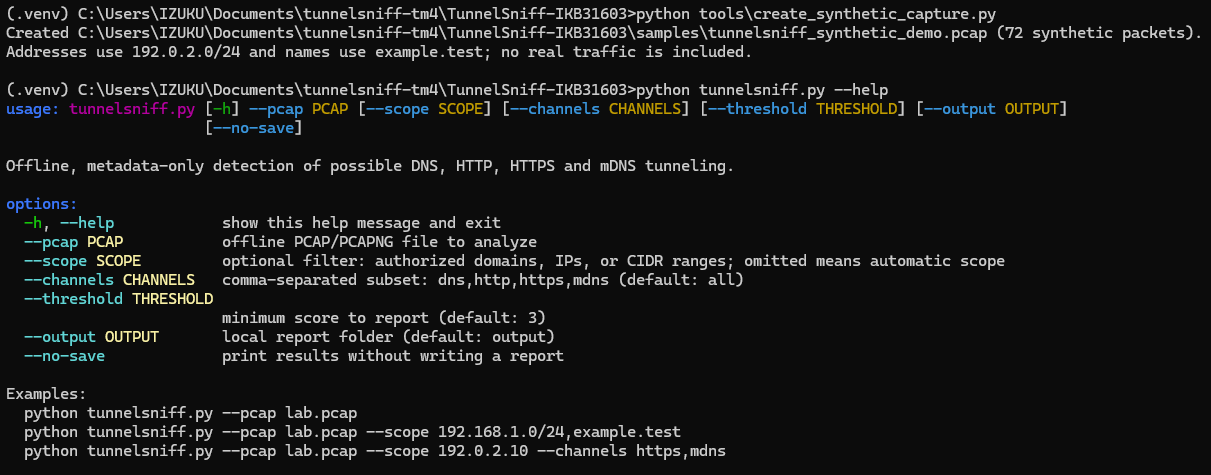 (.venv) C:\Users\IZUKU\Documents\tunnelsniff-tm4\TunnelSniff-IKB31603>python tools\create_synthetic_capture.py
Created C:\Users\IZUKU\Documents\tunnelsniff-tm4\TunnelSniff-IKB31603\samples\tunnelsniff_synthetic_demo.pcap (72 synthetic packets).
Addresses use 192.0.2.0/24 and names use example.test; no real traffic is included.

(.venv) C:\Users\IZUKU\Documents\tunnelsniff-tm4\TunnelSniff-IKB31603>python tunnelsniff.py --help
usage: tunnelsniff.py [-h] --pcap PCAP [--scope SCOPE] [--channels CHANNELS] [--threshold THRESHOLD] [--output OUTPUT]
                      [--no-save]

Offline, metadata-only detection of possible DNS, HTTP, HTTPS and mDNS tunneling.

options:
  -h, --help            show this help message and exit
  --pcap PCAP           offline PCAP/PCAPNG file to analyze
  --scope SCOPE         optional filter: authorized domains, IPs, or CIDR ranges; omitted means automatic scope
  --channels CHANNELS   comma-separated subset: dns,http,https,mdns (default: all)
  --threshold THRESHOLD
                        minimum score to report (default: 3)
  --output OUTPUT       local report folder (default: output)
  --no-save             print results without writing a report

Examples:
  python tunnelsniff.py --pcap lab.pcap
  python tunnelsniff.py --pcap lab.pcap --scope 192.168.1.0/24,example.test
  python tunnelsniff.py --pcap lab.pcap --scope 192.0.2.10 --channels https,mdns